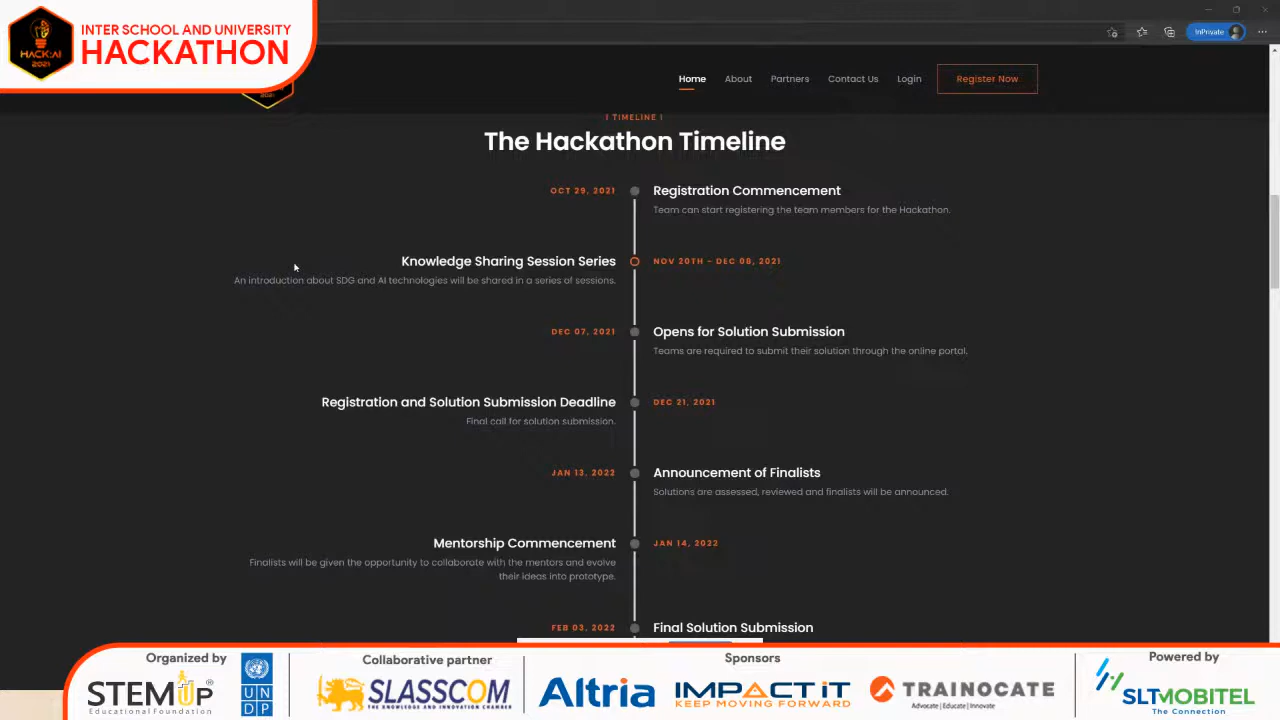 HACK:AI
2021
INTER SCHOOL AND UNIVERSITY
HACKATHON
InPrivate
2021
Home About Partners Contact Us Login Register Now
| TIMELINE |
The Hackathon Timeline
OCT 29, 2021
Registration Commencement
Team can start registering the team members for the Hackathon.
Knowledge Sharing Session Series
NOV 20TH - DEC 08, 2021
An introduction about SDG and AI technologies will be shared in a series of sessions.
DEC 07, 2021
Opens for Solution Submission
Teams are required to submit their solution through the online portal.
Registration and Solution Submission Deadline
DEC 21, 2021
Final call for solution submission.
JAN 13, 2022
Announcement of Finalists
Solutions are assessed, reviewed and finalists will be announced.
Mentorship Commencement
JAN 14, 2022
Finalists will be given the opportunity to collaborate with the mentors and evolve
their ideas into prototype.
FEB 03, 2022
Final Solution Submission
Organized by
STEMUP®
Educational Foundation
UN
DP
Collaborative partner
SLASSCOM
THE KNOWLEDGE AND INNOVATION CHAMBER
Sponsors
Altria
IMPACTIT
KEEP MOVING FORWARD
TRAINOCATE
Advocate | Educate | Innovate
Powered by
SLTMOBITEL
The Connection